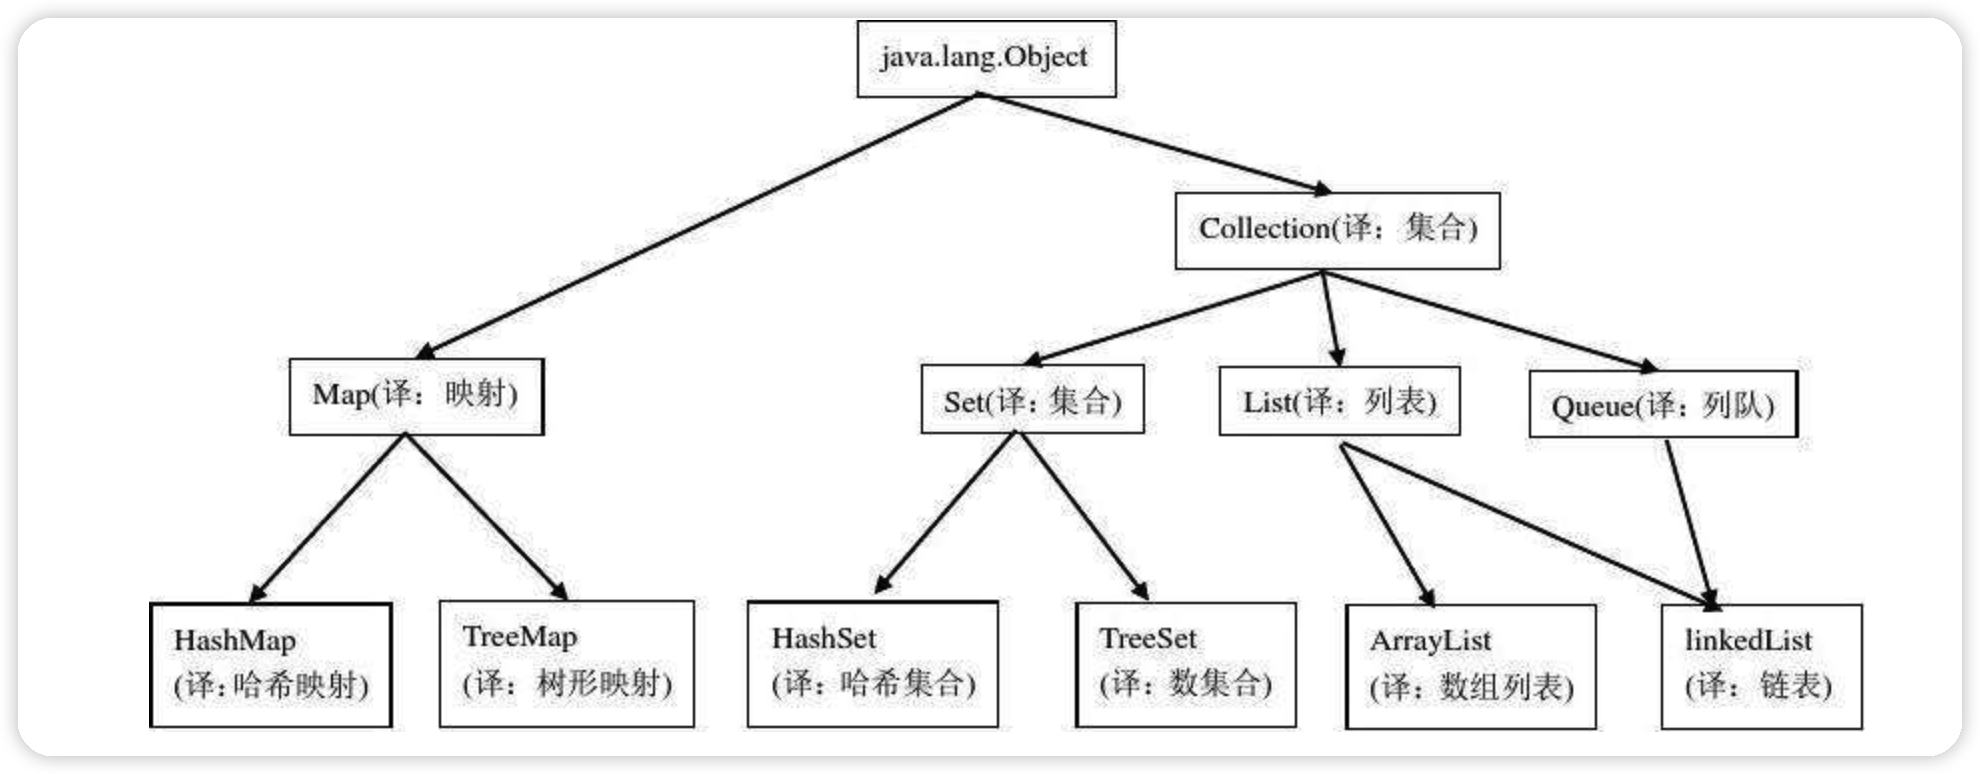 java.lang.Object
Collection(译：集合)
Map(译：映射)
Set(译：集合)
List(译：列表)
Queue(译：列队)
HashMap
(译：哈希映射)
TreeMap
(译：树形映射)
HashSet
(译：哈希集合)
TreeSet
(译：数集合)
ArrayList
(译：数组列表)
linkedList
(译：链表)